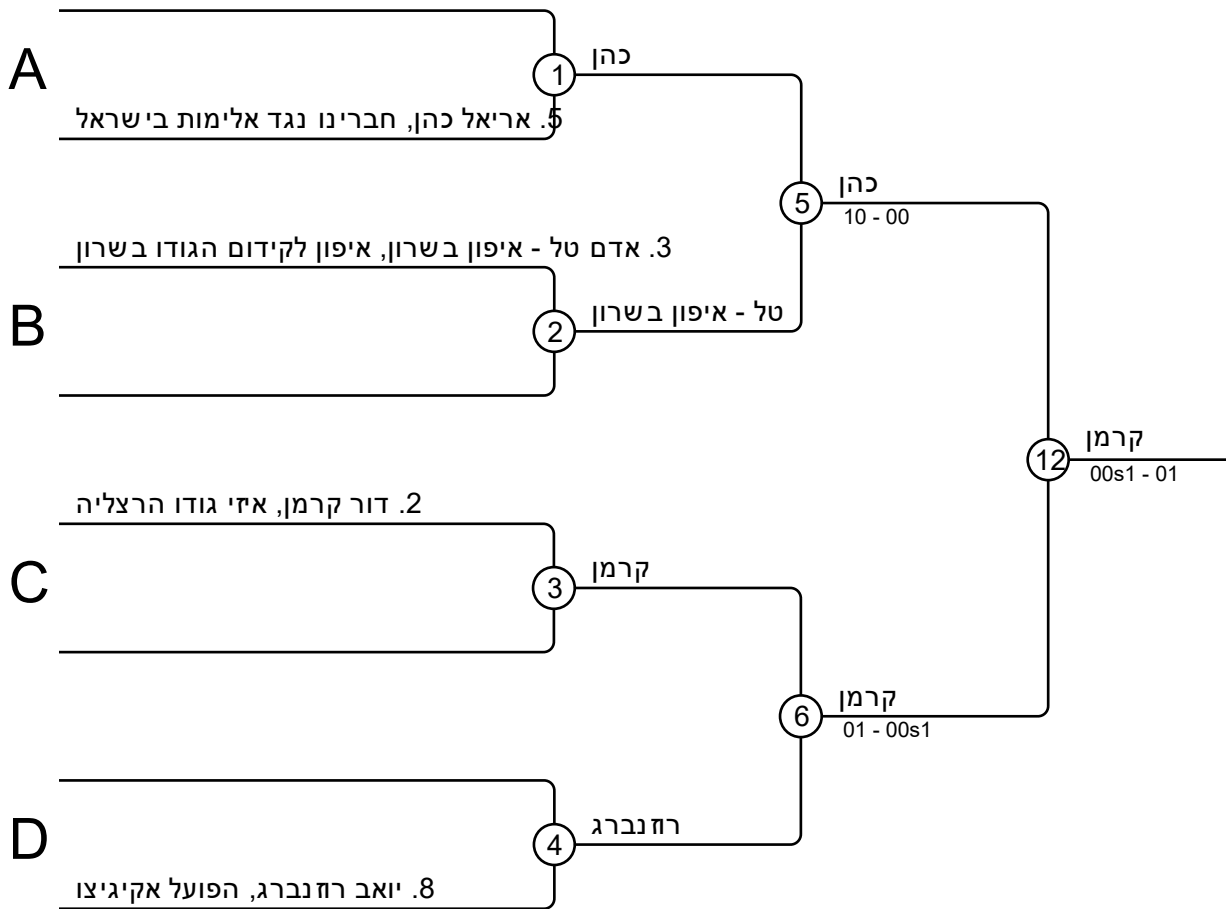 כהן
A
1
5. אריאל כהן, חברינו נגד אלימות בישראל
כהן
5
10 - 00
3. אדם טל - איפון בשרון, איפון לקידום הגודו בשרון
B
2
טל - איפון בשרון
קרמן
12
00s1 - 01
2. דור קרמן, איזי גודו הרצליה
C
3
קרמן
קרמן
6
01 - 00s1
רוזנברג
D
4
8. יואב רוזנברג, הפועל אקיגיצו